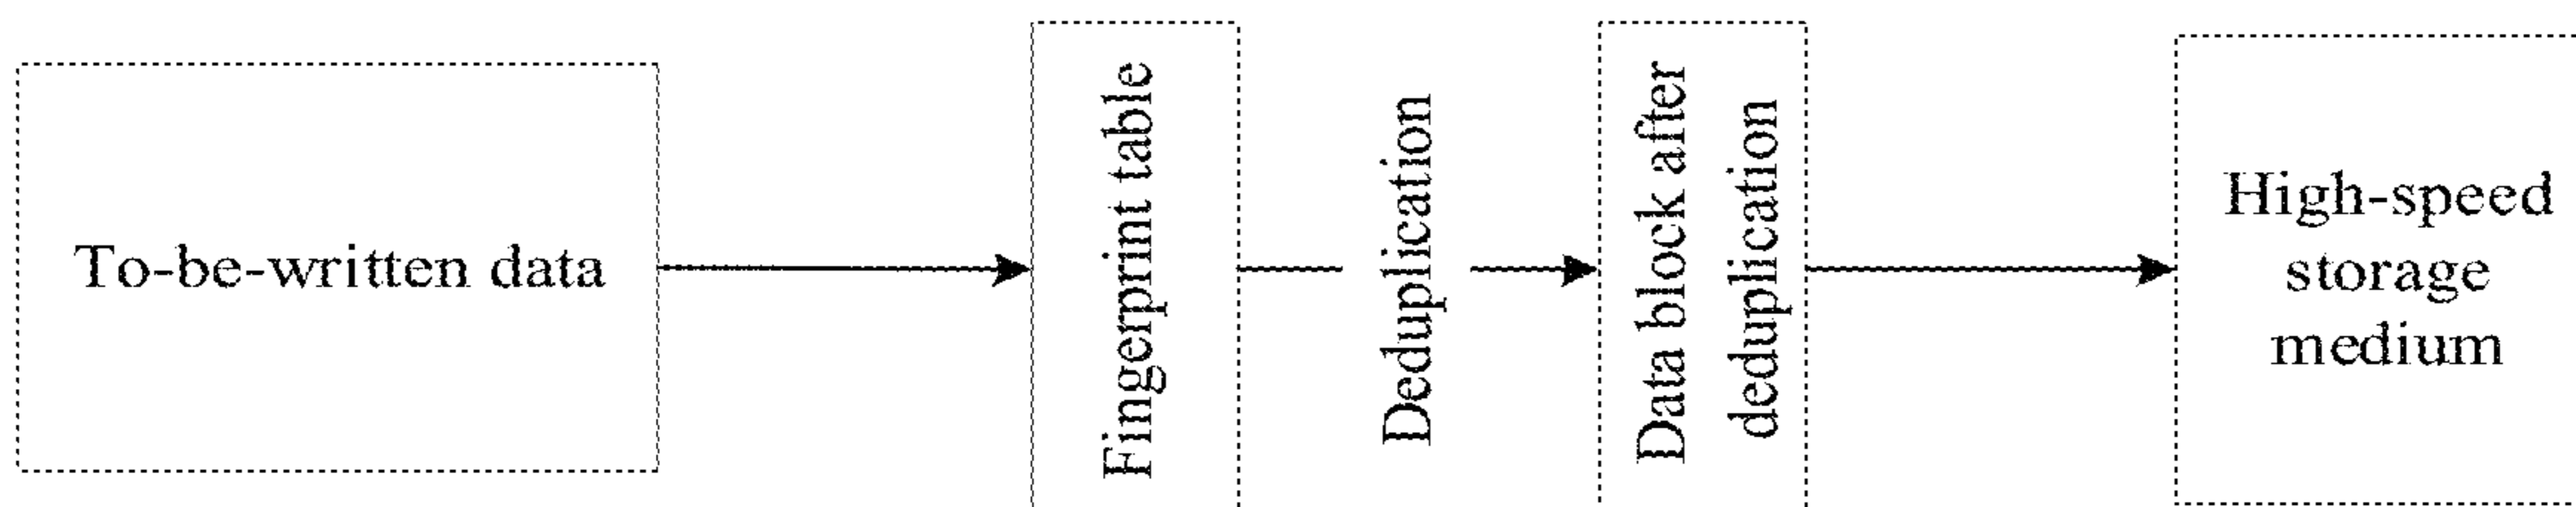 To-be-written data
Fingerprint table
Deduplication
Data block after
deduplication
High-speed
storage
medium